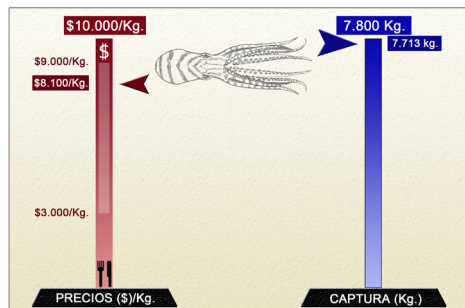 $10.000/Kg.
7.800 Kg.
$
7.713 kg.
$9.000/Kg.
$8.100/Kg.
$3.000/Kg.
PRECIOS ($)/Kg.
CAPTURA (Kg.)